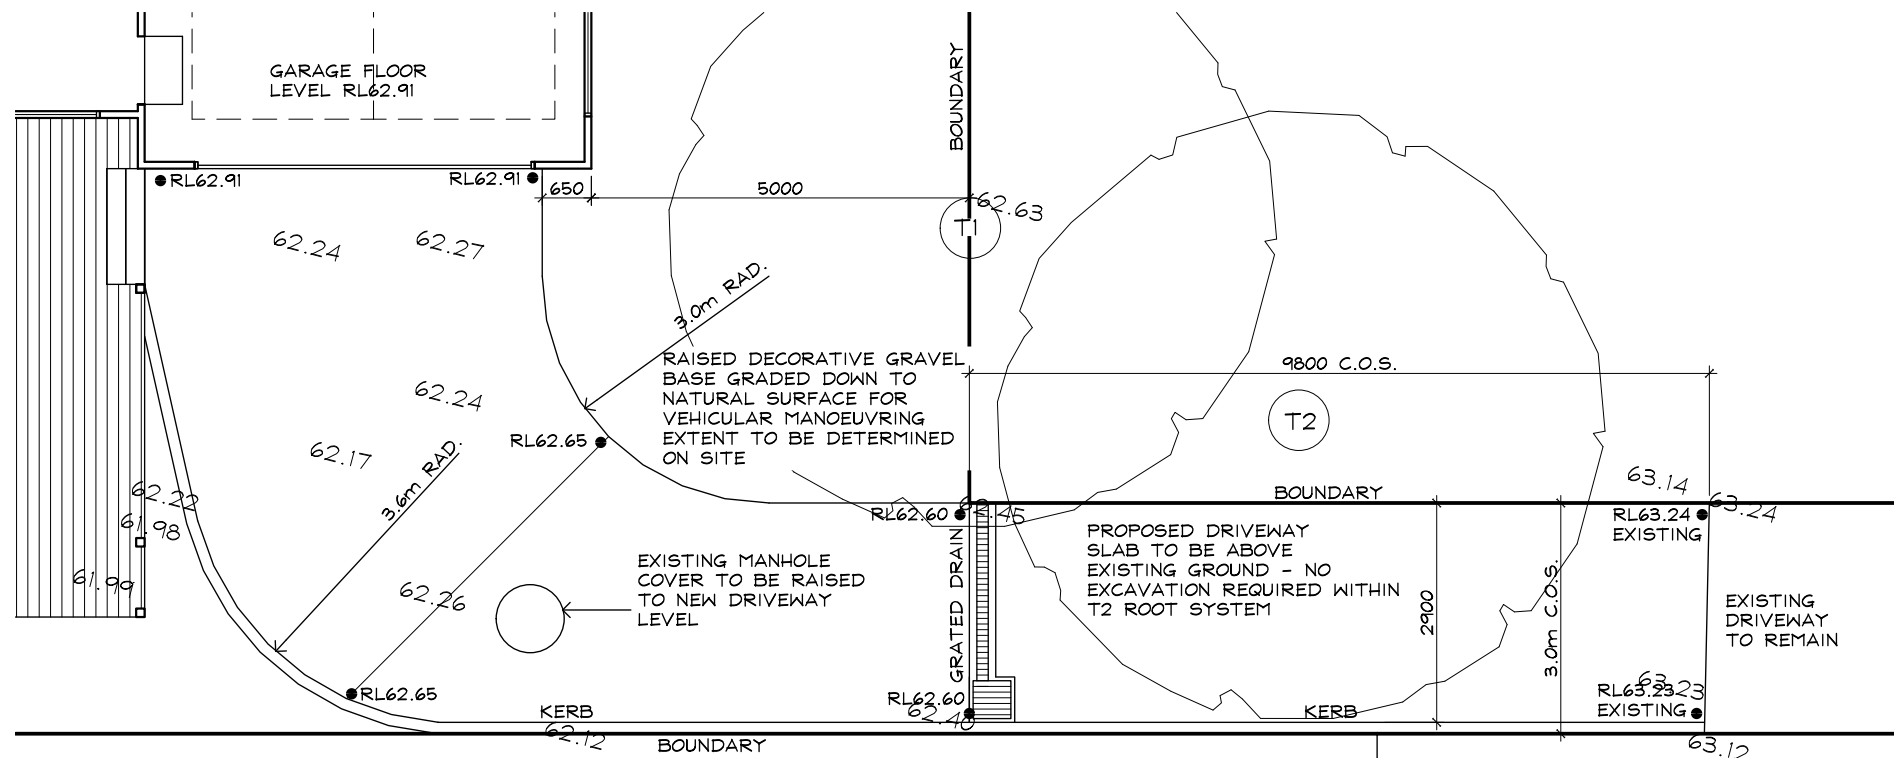 GARAGE FLOOR
LEVEL RL62.91
BOUNDARY
RL62.91
RL62.91
650
5000
62.63
T1
62.24
62.27
3.0m RAD.
RAISED DECORATIVE GRAVEL
BASE GRADED DOWN TO
NATURAL SURFACE FOR
VEHICULAR MANOEUVRING
EXTENT TO BE DETERMINED
ON SITE
9800 C.O.S.
T2
62.24
RL62.65
62.17
3.6m RAD.
62.22
61.98
61.99
BOUNDARY
63.14
63.24
RL62.60
62.45
RL63.24
EXISTING
PROPOSED DRIVEWAY
SLAB TO BE ABOVE
EXISTING GROUND - NO
EXCAVATION REQUIRED WITHIN
T2 ROOT SYSTEM
GRATED DRAIN
EXISTING MANHOLE
COVER TO BE RAISED
TO NEW DRIVEWAY
LEVEL
62.26
2900
3.0m C.O.S.
EXISTING
DRIVEWAY
TO REMAIN
RL62.65
RL62.60
62.48
63.23
RL63.23
EXISTING
KERB
KERB
62.12
BOUNDARY
63.12